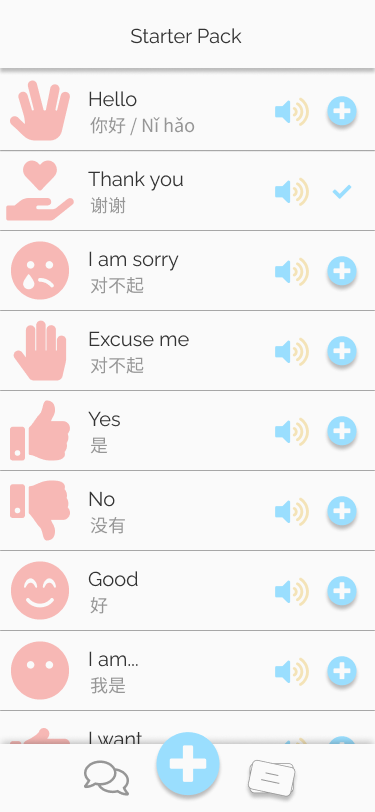 Starter Pack
Hello
你好 / Nǐ hǎo
Thank you
谢谢
I am sorry
对不起
Excuse me
对不起
Yes
是
No
没有
Good
好
I am...
我是
I want